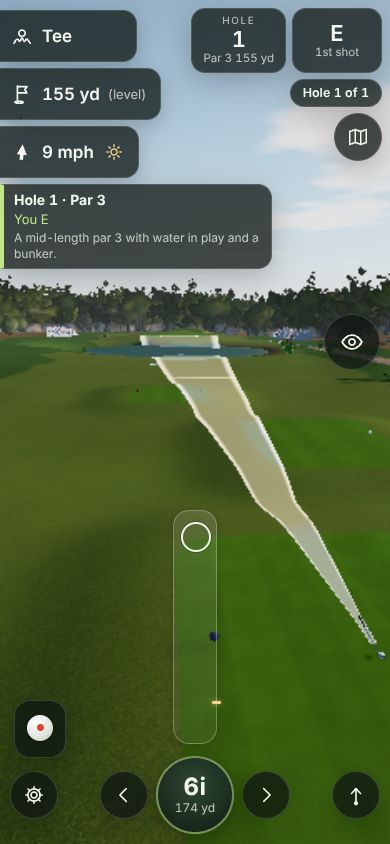 Tee
HOLE
1
Par 3 155 yd
E
1st shot
155 yd (level)
Hole 1 of 1
9 mph
Hole 1 · Par 3
You E
A mid-length par 3 with water in play and a
bunker.
6i
174 yd